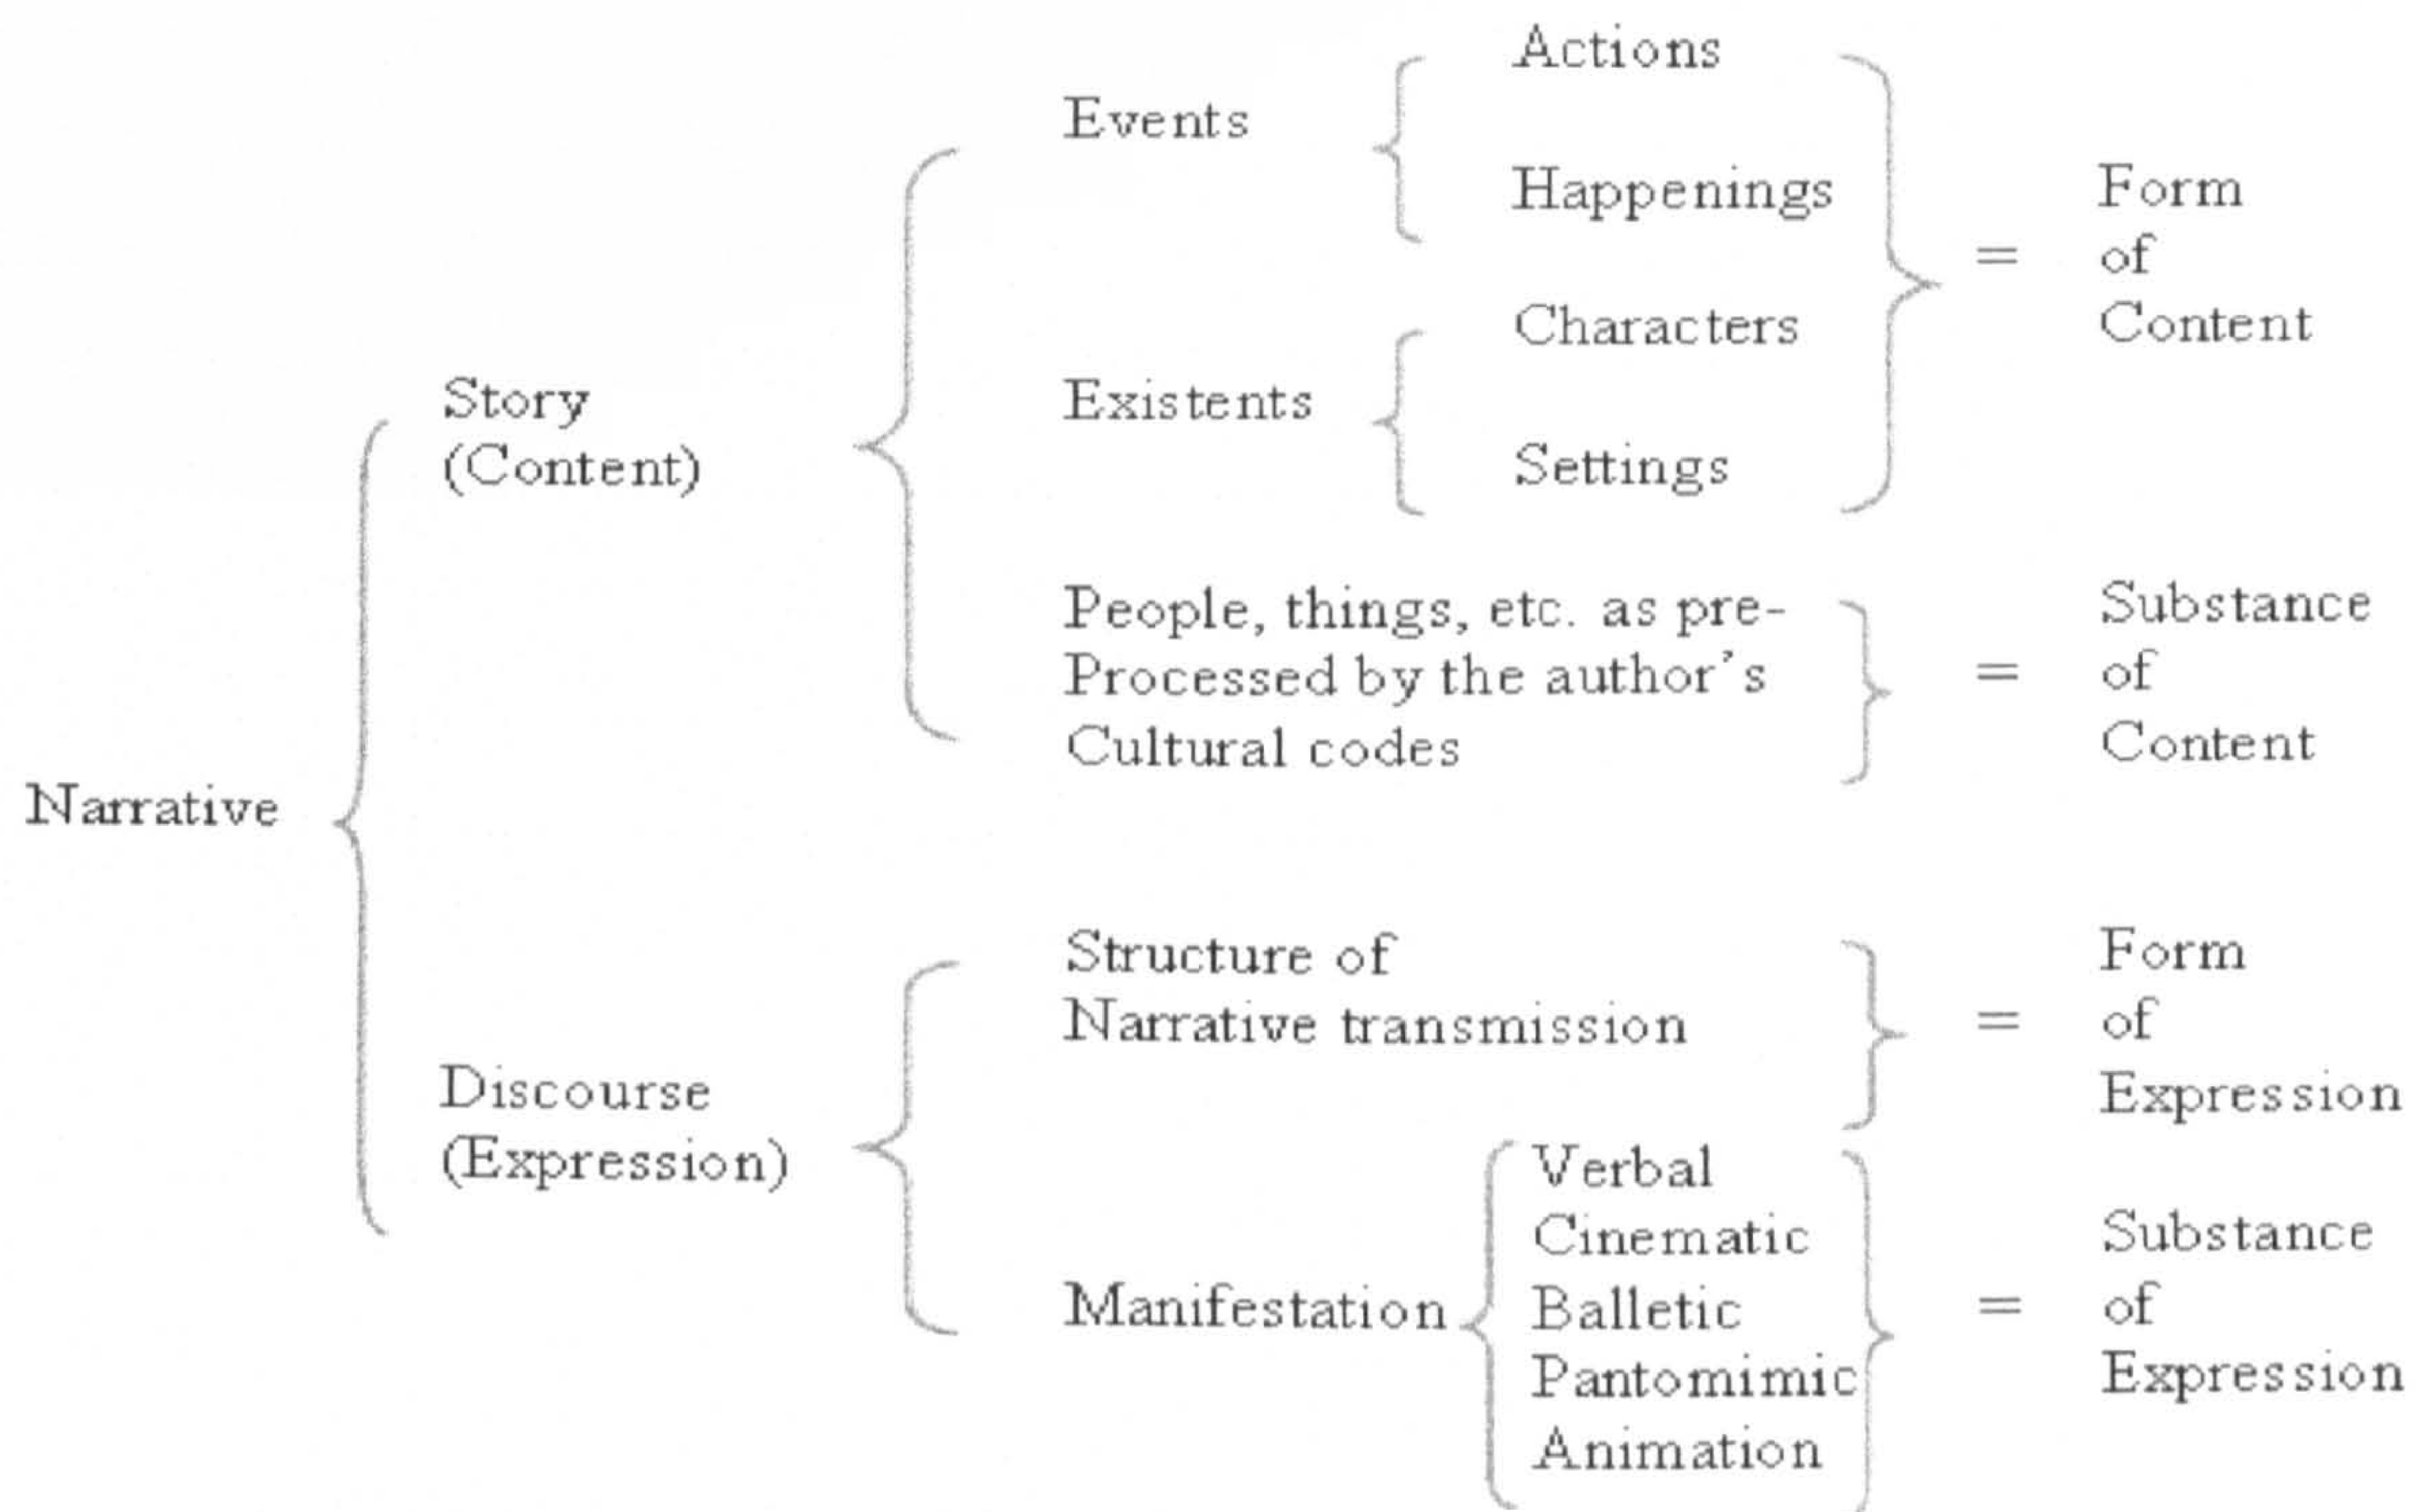 Actions
Events
Happenings
Form
of
=
Content
Characters
Existents
Settings
Story
(Content)
People, things, etc. as pre-
Processed by the author's
Cultural codes
=
Substance
of
Content
Narrative
Structure of
Narrative transmission
=
Form
of
Expression
Discourse
(Expression)
Manifestation
Verbal
Cinematic
Balletic
Pantomimic
Animation
=
Substance
of
Expression